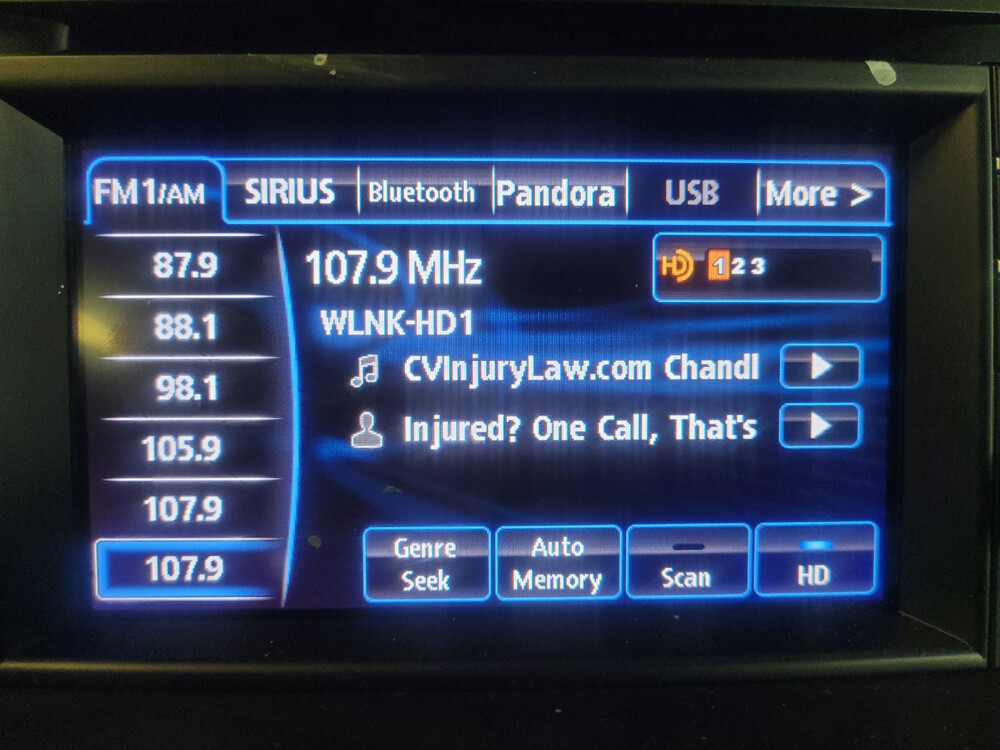 FM1/AM SIRIUS Bluetooth Pandora USB More >
87.9
88.1
98.1
105.9
107.9
107.9
107.9 MHz
HD 1 2 3
WLNK-HD1
CVInjuryLaw.com Chandl
Injured? One Call, That's
Genre
Seek
Auto
Memory
Scan
HD